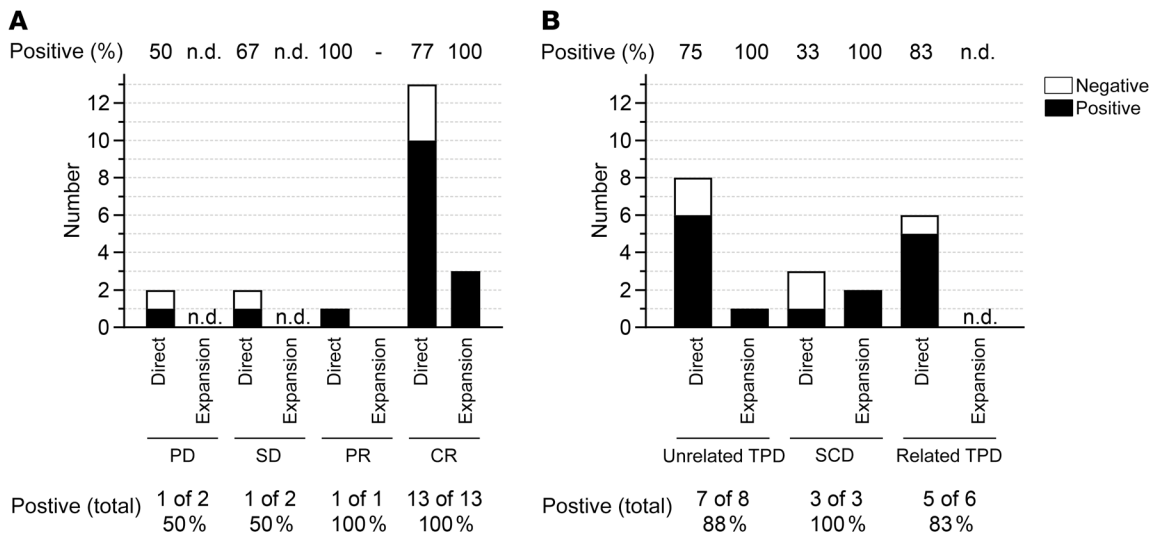 A
Positive (%) 50 n.d. 67 n.d. 100 - 77 100
Number
12
10
8
6
4
2
0
n.d. n.d.
Direct Expansion Direct Expansion Direct Expansion Direct Expansion
PD SD PR CR
Postive (total) 1 of 2 1 of 2 1 of 1 13 of 13
50 % 50 % 100 % 100 %
B
Positive (%) 75 100 33 100 83 n.d.
Negative
Positive
Number
12
10
8
6
4
2
0
n.d.
Direct Expansion Direct Expansion Direct Expansion
Unrelated TPD SCD Related TPD
Postive (total) 7 of 8 3 of 3 5 of 6
88 % 100 % 83 %